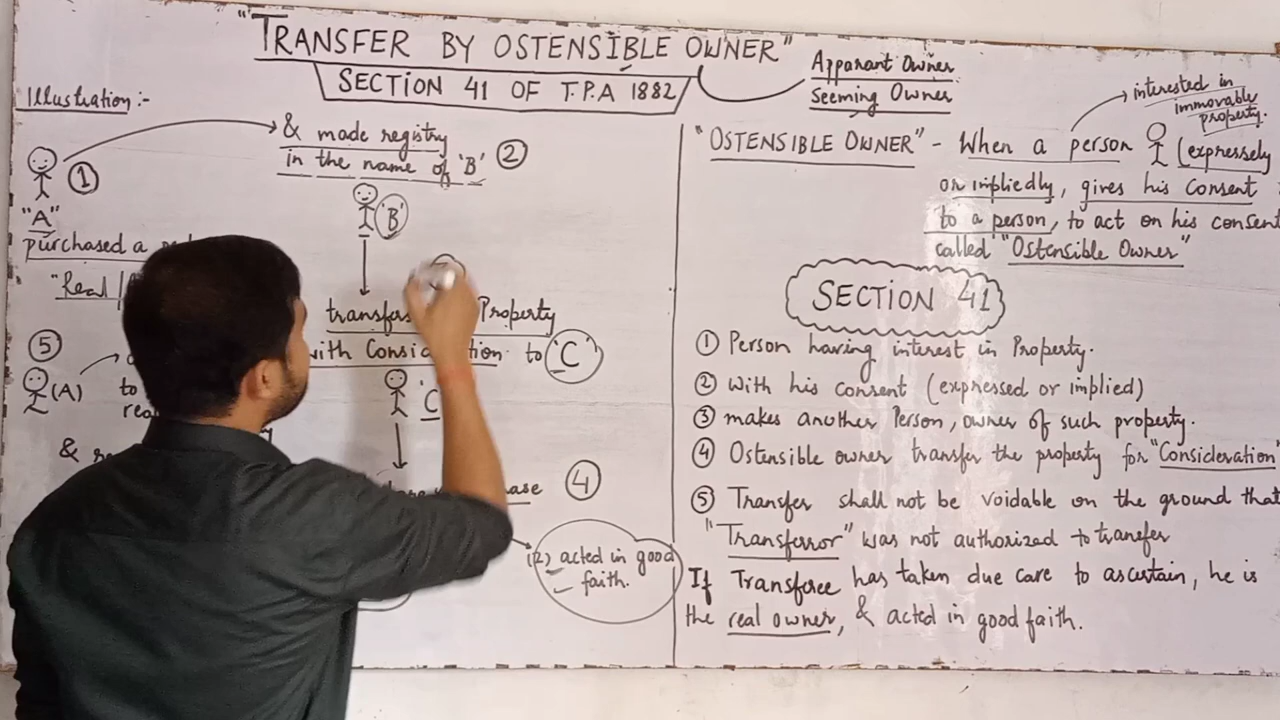 "TRANSFER BY OSTENSIBLE OWNER"
SECTION 41 OF T.P.A 1882
Apparant Owner
Seeming Owner
Illustration :-
& made registry
in the name of 'B' ②
①
"A"
purchased a
'B'
"Real
transfers Property
with Consideration to 'C'
⑤
(A)
to
'C
& re
④
(2) acted in good
faith.
interested in
immovable
property.
"OSTENSIBLE OWNER" - When a person (expressely
or impliedly, gives his consent
to a person, to act on his consent
called "Ostensible Owner"
SECTION 41
① Person having interest in Property.
② with his consent (expressed or implied)
③ makes another Person, owner of such property.
④ Ostensible owner transfer the property for "Consideration"
⑤ Transfer shall not be voidable on the ground that
"Transferror" was not authorized to transfer
If Transferee has taken due care to ascertain, he is
the real owner, & acted in good faith.